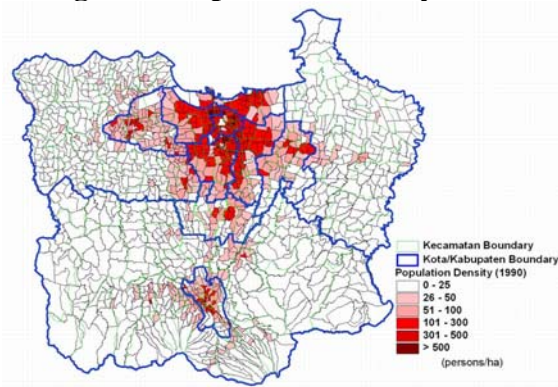 Kecamatan Boundary
Kota/Kabupaten Boundary
Population Density (1990)
0 - 25
26 - 50
51 - 100
101 - 300
301 - 500
> 500
(persons/ha)